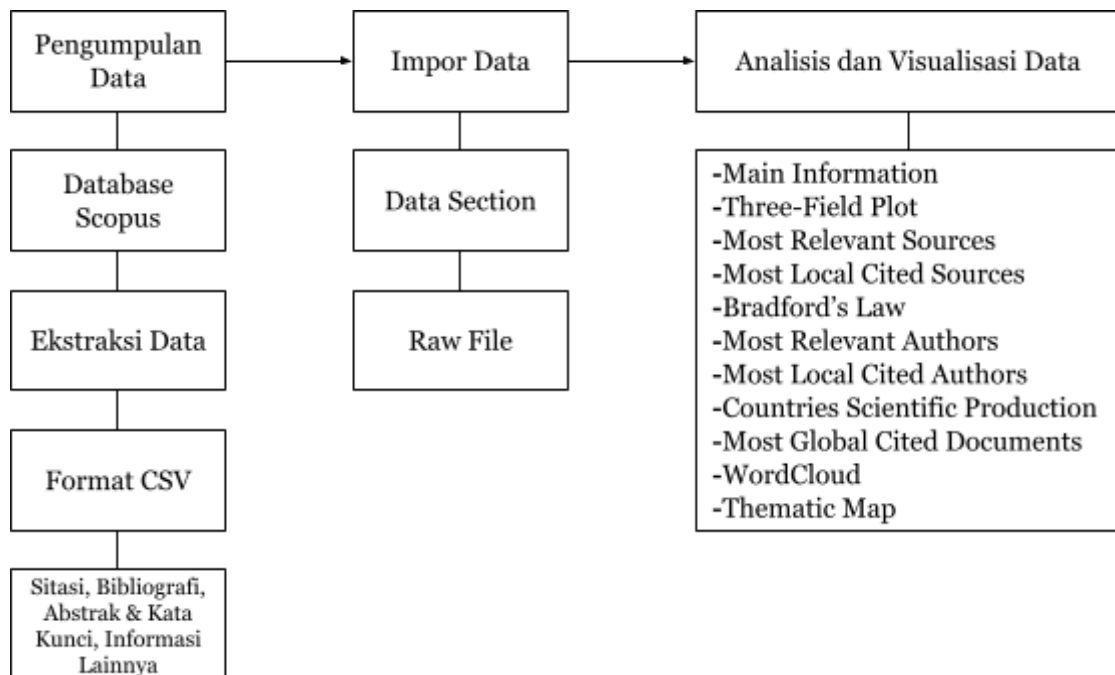 Pengumpulan
Data
Impor Data
Analisis dan Visualisasi Data
Database
Scopus
Ekstraksi Data
Format CSV
Sitasi, Bibliografi,
Abstrak & Kata
Kunci, Informasi
Lainnya
Data Section
Raw File
-Main Information
-Three-Field Plot
-Most Relevant Sources
-Most Local Cited Sources
-Bradford's Law
-Most Relevant Authors
-Most Local Cited Authors
-Countries Scientific Production
-Most Global Cited Documents
-WordCloud
-Thematic Map